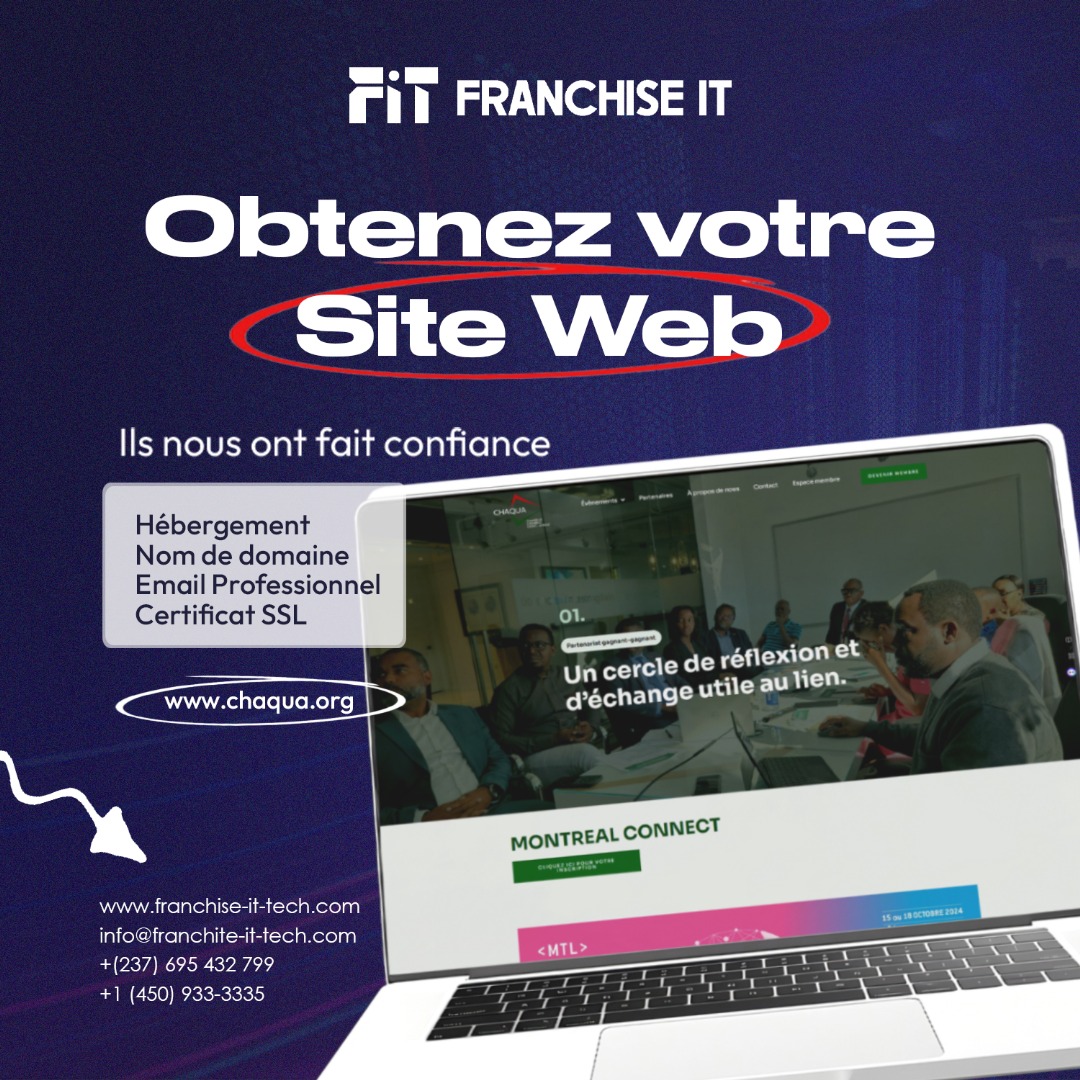 FiT FRANCHISE IT
Obtenez votre
Site Web
Ils nous ont fait confiance
Hébergement
Nom de domaine
Email Professionnel
Certificat SSL
www.chaqua.org
CHAQUA
Évènements
Partenaires
À propos de nous
Contact
Espace membre
DEVENIR MEMBRE
01.
Partenariat gagnant-gagnant
Un cercle de réflexion et
d'échange utile au lien.
MONTREAL CONNECT
CLIQUEZ ICI POUR VOTRE
INSCRIPTION
15 au 18 OCTOBRE 2024
<MTL>
www.franchise-it-tech.com
info@franchite-it-tech.com
+(237) 695 432 799
+1 (450) 933-3335